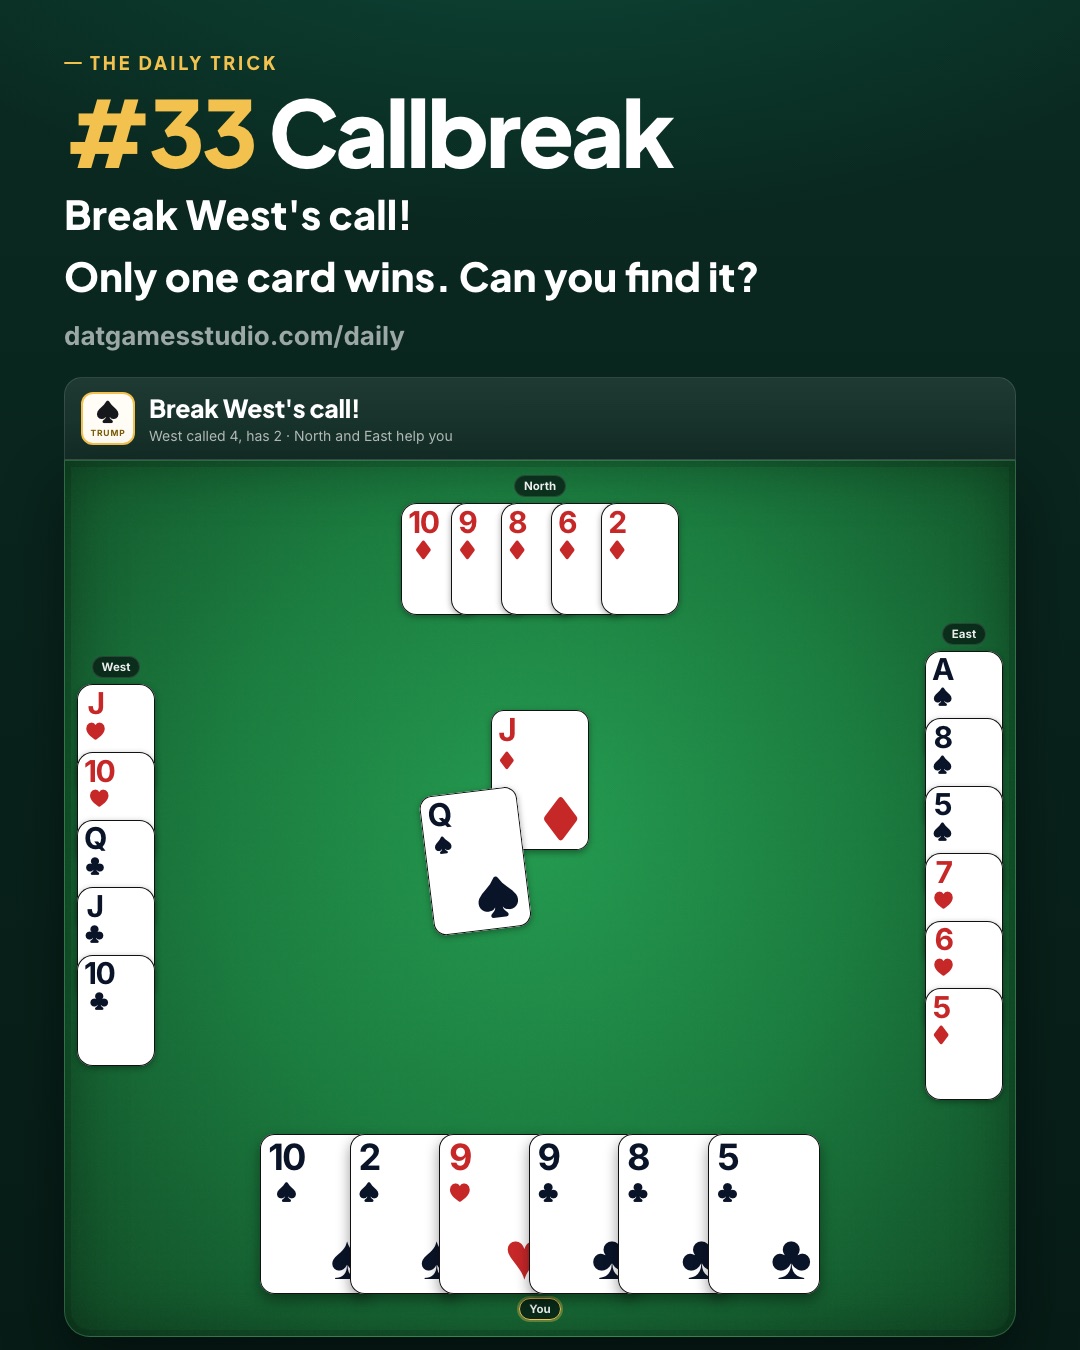 — THE DAILY TRICK
#33 Callbreak
Break West's call!
Only one card wins. Can you find it?
datgamesstudio.com/daily
TRUMP
Break West's call!
West called 4, has 2 · North and East help you
North
10 9 8 6 2
East
A
8
5
7
6
5
West
J
10
Q
J
10
J
Q
10 2 9 9 8 5
You